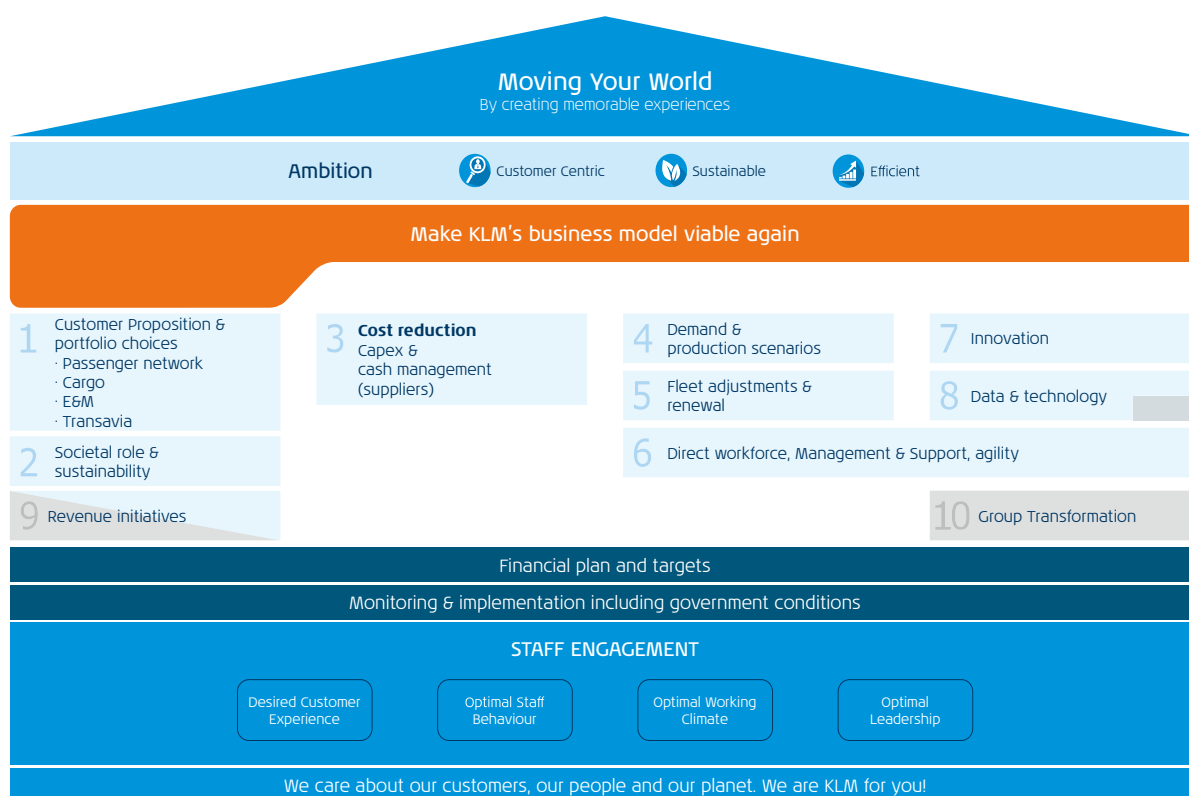 Moving Your World
By creating memorable experiences
Ambition
Customer Centric
Sustainable
Efficient
Make KLM's business model viable again
1
Customer Proposition &
portfolio choices
· Passenger network
· Cargo
· E&M
· Transavia
2
Societal role &
sustainability
9
Revenue initiatives
3
Cost reduction
Capex &
cash management
(suppliers)
4
Demand &
production scenarios
5
Fleet adjustments &
renewal
6
Direct workforce, Management & Support, agility
7
Innovation
8
Data & technology
10
Group Transformation
Financial plan and targets
Monitoring & implementation including government conditions
STAFF ENGAGEMENT
Desired Customer
Experience
Optimal Staff
Behaviour
Optimal Working
Climate
Optimal
Leadership
We care about our customers, our people and our planet. We are KLM for you!